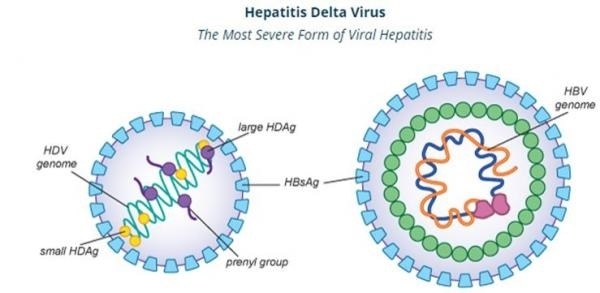 Hepatitis Delta Virus
The Most Severe Form of Viral Hepatitis
HDV
genome
large HDAg
HBsAg
small HDAg
prenyl group
HBV
genome